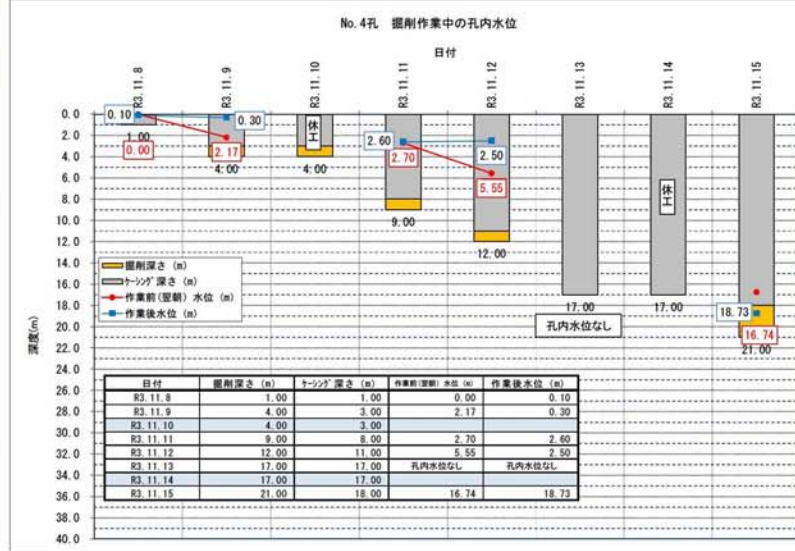 No.4孔 掘削作業中の孔内水位
日付
R3.11.8 R3.11.9 R3.11.10 R3.11.11 R3.11.12 R3.11.13 R3.11.14 R3.11.15
深度(m)
0.0
2.0
4.0
6.0
8.0
10.0
12.0
14.0
16.0
18.0
20.0
22.0
24.0
26.0
28.0
30.0
32.0
34.0
36.0
38.0
40.0
0.10
1.00
0.00
0.30
2.17
4.00
休工
4.00
2.60
2.70
9.00
2.50
5.55
12.00
17.00
孔内水位なし
休工
17.00
18.73
16.74
21.00
掘削深さ (m)
ケーシング深さ (m)
作業前(翌朝) 水位 (m)
作業後水位 (m)
日付 掘削深さ (m) ケーシング深さ (m) 作業前(翌朝)水位 (m) 作業後水位 (m)
R3.11.8 1.00 1.00 0.00 0.10
R3.11.9 4.00 3.00 2.17 0.30
R3.11.10 4.00 3.00
R3.11.11 9.00 8.00 2.70 2.60
R3.11.12 12.00 11.00 5.55 2.50
R3.11.13 17.00 17.00 孔内水位なし 孔内水位なし
R3.11.14 17.00 17.00
R3.11.15 21.00 18.00 16.74 18.73